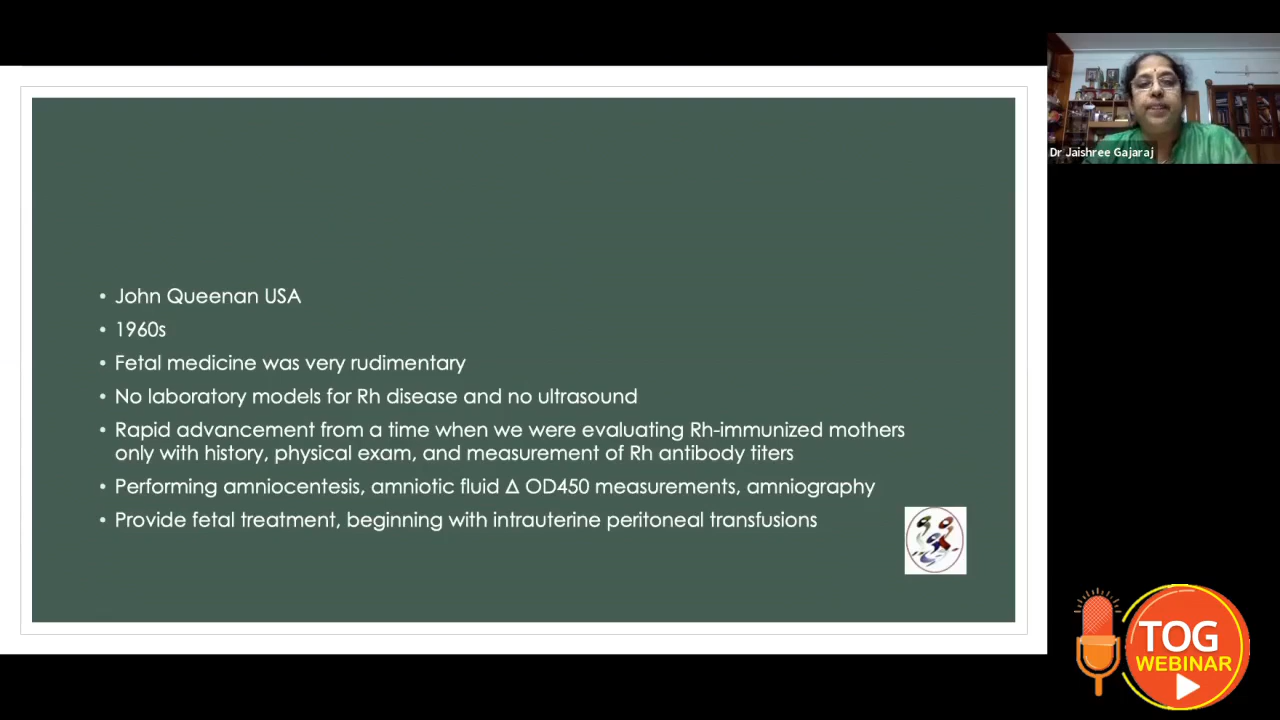 Dr Jaishree Gajaraj
• John Queenan USA
• 1960s
• Fetal medicine was very rudimentary
• No laboratory models for Rh disease and no ultrasound
• Rapid advancement from a time when we were evaluating Rh-immunized mothers
only with history, physical exam, and measurement of Rh antibody titers
• Performing amniocentesis, amniotic fluid Δ OD450 measurements, amniography
• Provide fetal treatment, beginning with intrauterine peritoneal transfusions
TOG
WEBINAR